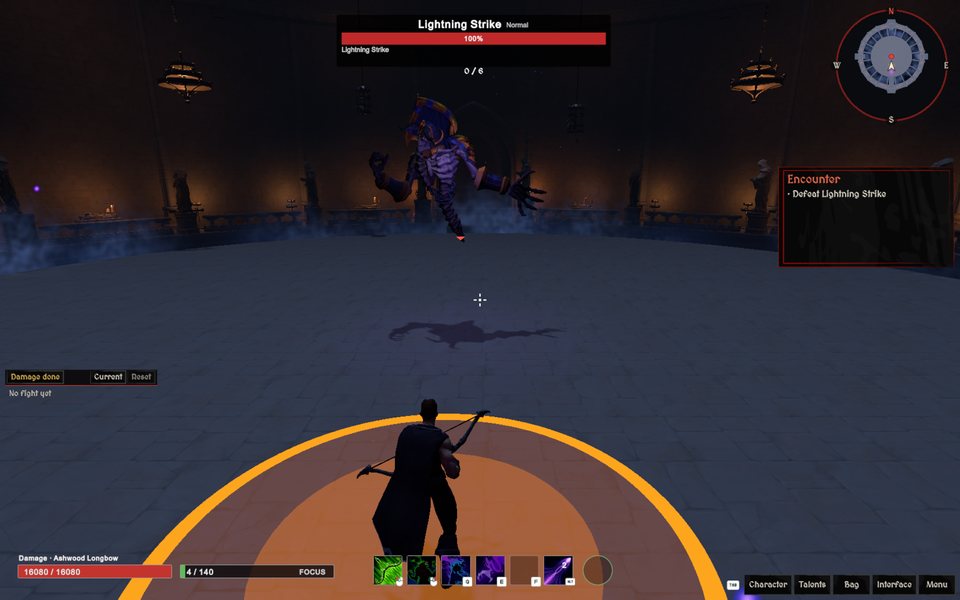 Lightning Strike Normal
100%
Lightning Strike
0 / 6
N
W
E
S
Encounter
· Defeat Lightning Strike
Damage done Current Reset
No fight yet
Damage · Ashwood Longbow
16080 / 16080
4 / 140 FOCUS
Q
E
F
2
TAB
Character Talents Bag Interface Menu